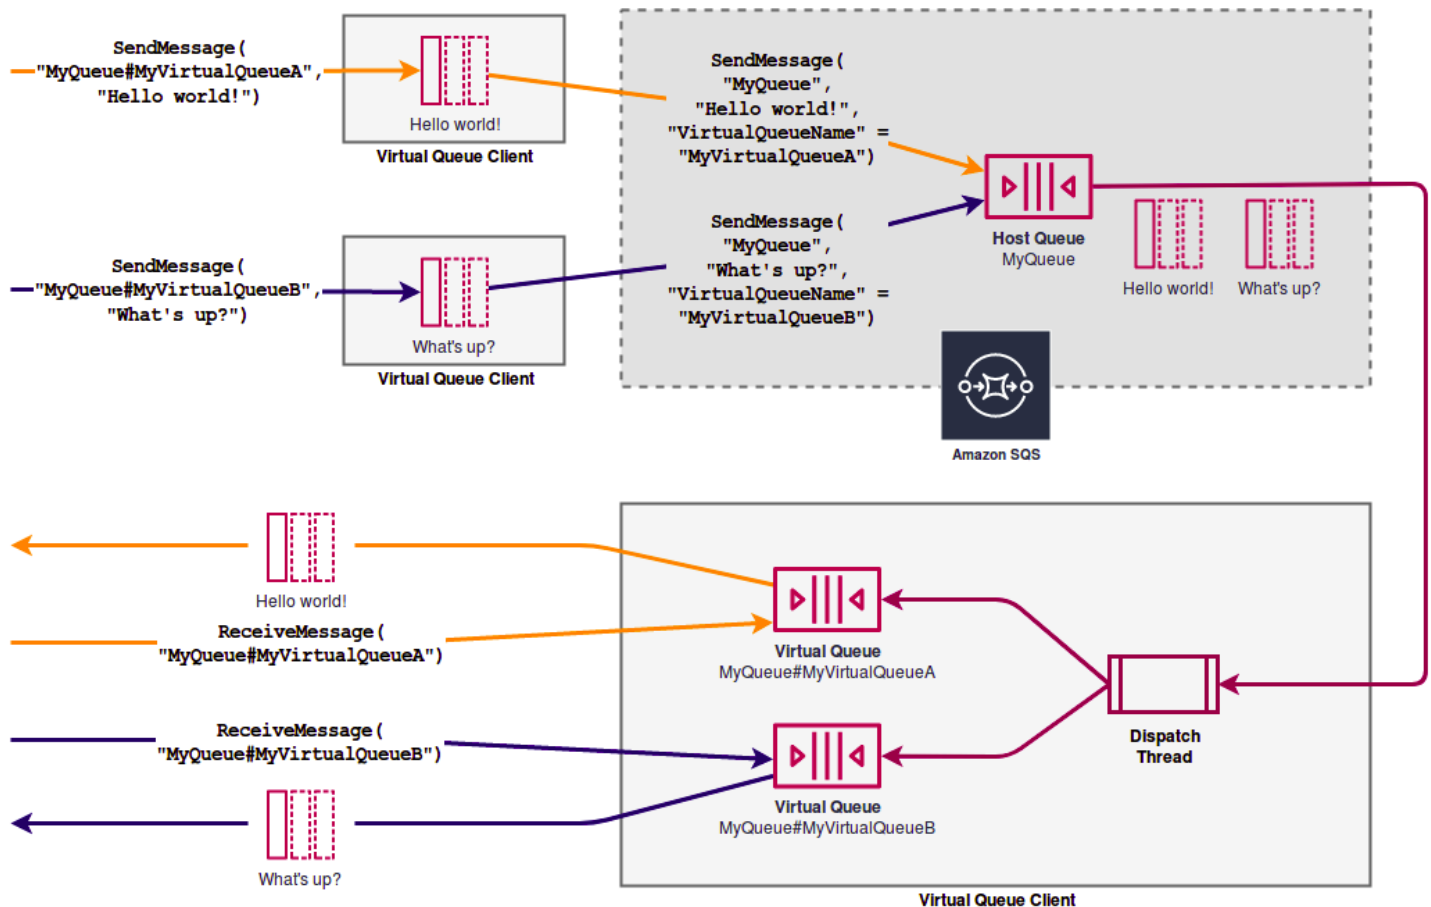 SendMessage(
"MyQueue#MyVirtualQueueA",
"Hello world!")
Hello world!
Virtual Queue Client
SendMessage(
"MyQueue",
"Hello world!",
"VirtualQueueName" =
"MyVirtualQueueA")
SendMessage(
"MyQueue#MyVirtualQueueB",
"What's up?")
What's up?
Virtual Queue Client
SendMessage(
"MyQueue",
"What's up?",
"VirtualQueueName" =
"MyVirtualQueueB")
Host Queue
MyQueue
Hello world!
What's up?
Amazon SQS
Hello world!
ReceiveMessage(
"MyQueue#MyVirtualQueueA")
Virtual Queue
MyQueue#MyVirtualQueueA
ReceiveMessage(
"MyQueue#MyVirtualQueueB")
What's up?
Virtual Queue
MyQueue#MyVirtualQueueB
Dispatch
Thread
Virtual Queue Client